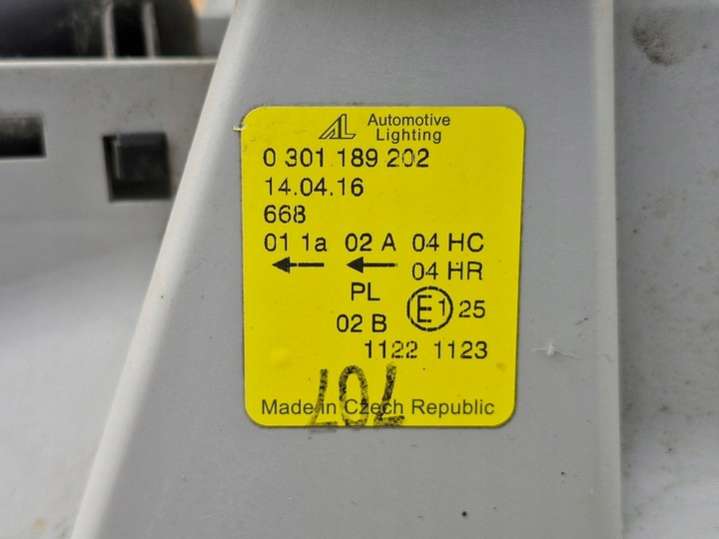 AL Automotive
Lighting
0 301 189 202
14.04.16
668
01 1a 02 A 04 HC
← ← 04 HR
PL E1 25
02 B
1122 1123
707
Made in Czech Republic